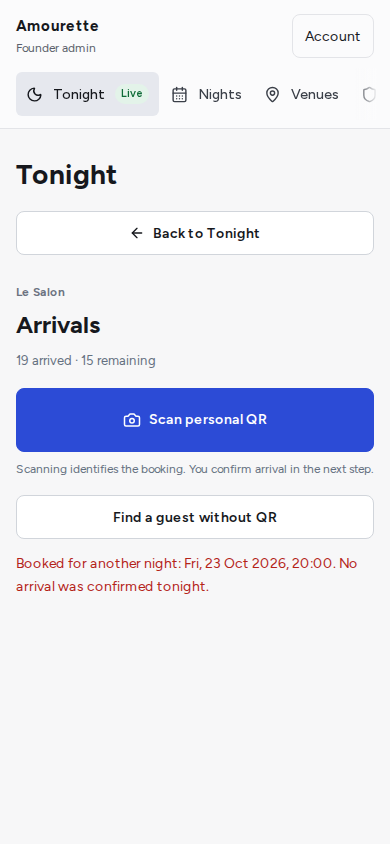 Amourette
Founder admin
Account
Tonight Live Nights Venues
Tonight
Back to Tonight
Le Salon
Arrivals
19 arrived · 15 remaining
Scan personal QR
Scanning identifies the booking. You confirm arrival in the next step.
Find a guest without QR
Booked for another night: Fri, 23 Oct 2026, 20:00. No
arrival was confirmed tonight.